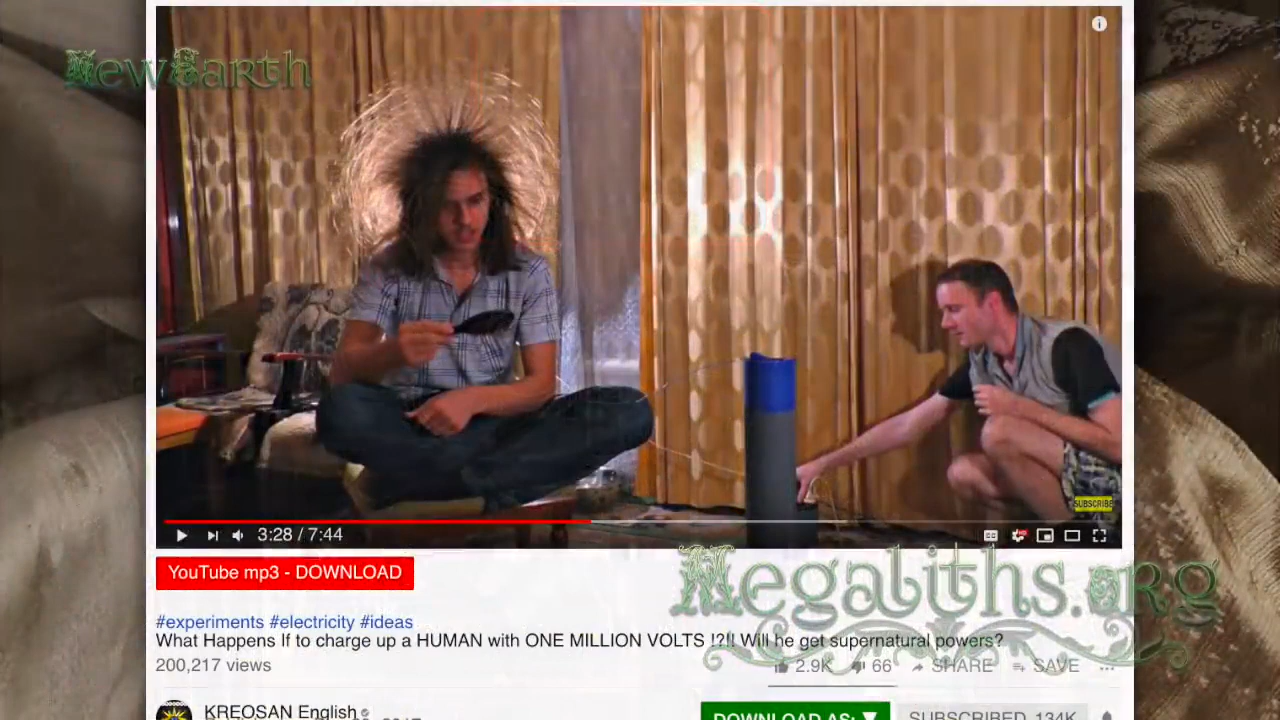 NewEarth
SUBSCRIBE
3:28 / 7:44
YouTube mp3 - DOWNLOAD
Megaliths.org
#experiments #electricity #ideas
What Happens If to charge up a HUMAN with ONE MILLION VOLTS !?!! Will he get supernatural powers?
200,217 views
2.9K 66 SHARE SAVE
KREOSAN English
DOWNLOAD AS: SUBSCRIBED 134K